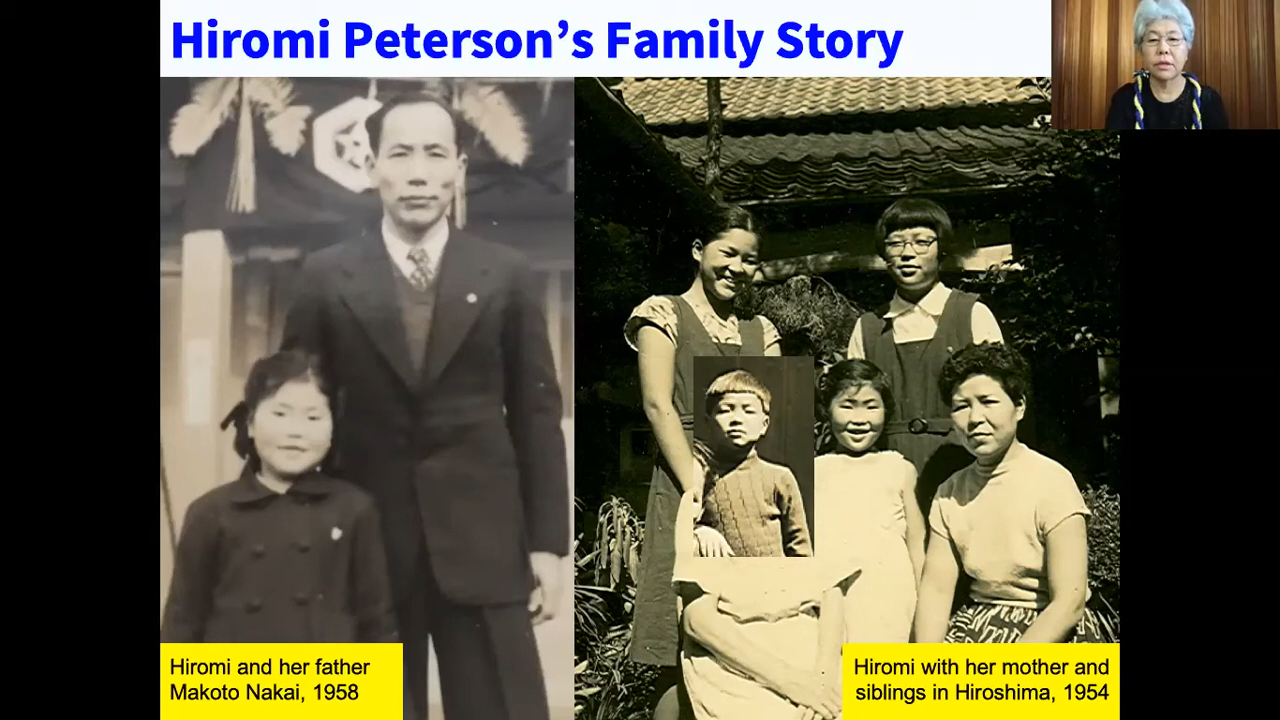 Hiromi Peterson’s Family Story
Hiromi and her father
Makoto Nakai, 1958
Hiromi with her mother and
siblings in Hiroshima, 1954